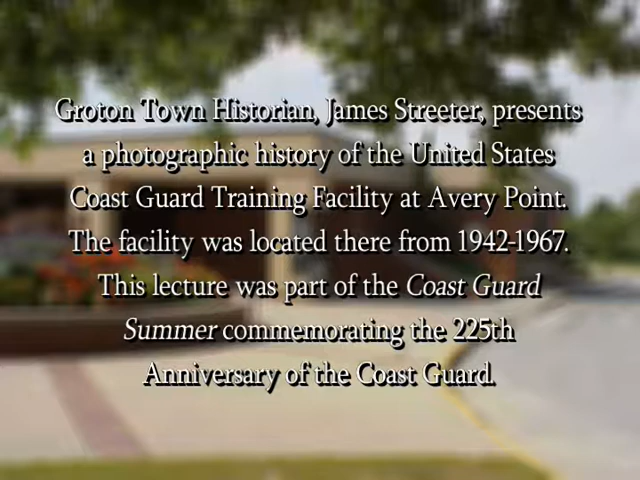 Groton Town Historian, James Streeter, presents
a photographic history of the United States
Coast Guard Training Facility at Avery Point.
The facility was located there from 1942-1967.
This lecture was part of the Coast Guard
Summer commemorating the 225th
Anniversary of the Coast Guard.